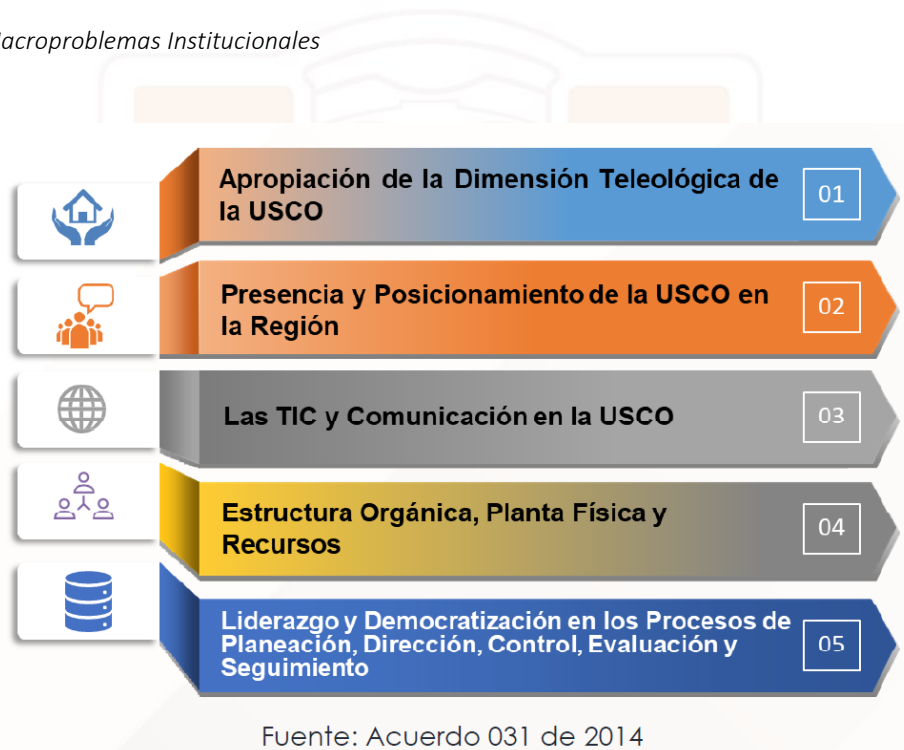 acroproblemas Institucionales
Apropiación de la Dimensión Teleológica de
la USCO
01
Presencia y Posicionamiento de la USCO en
la Región
02
Las TIC y Comunicación en la USCO
03
Estructura Orgánica, Planta Física y
Recursos
04
Liderazgo y Democratización en los Procesos de
Planeación, Dirección, Control, Evaluación y
Seguimiento
05
Fuente: Acuerdo 031 de 2014